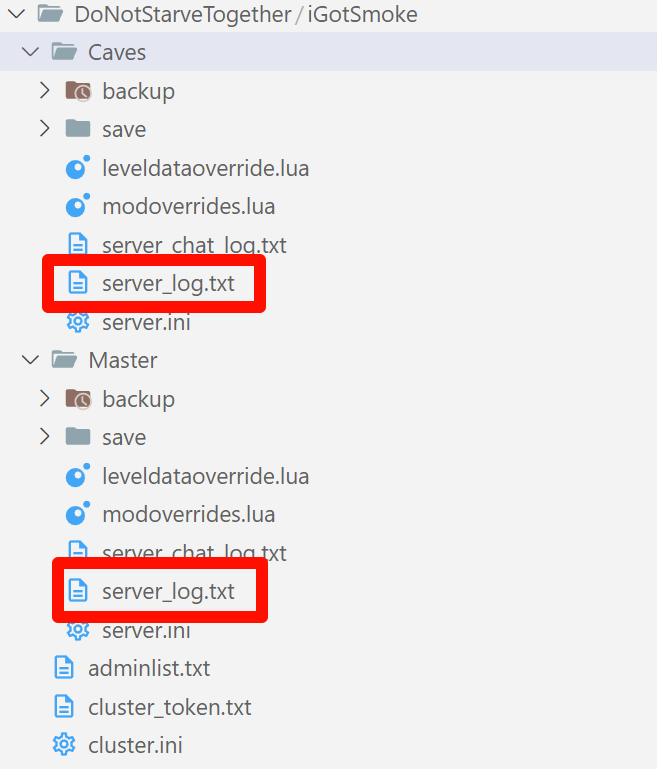 DoNotStarveTogether / iGotSmoke
Caves
backup
save
leveldataoverride.lua
modoverrides.lua
server_chat_log.txt
server_log.txt
server.ini
Master
backup
save
leveldataoverride.lua
modoverrides.lua
server_chat_log.txt
server_log.txt
server.ini
adminlist.txt
cluster_token.txt
cluster.ini